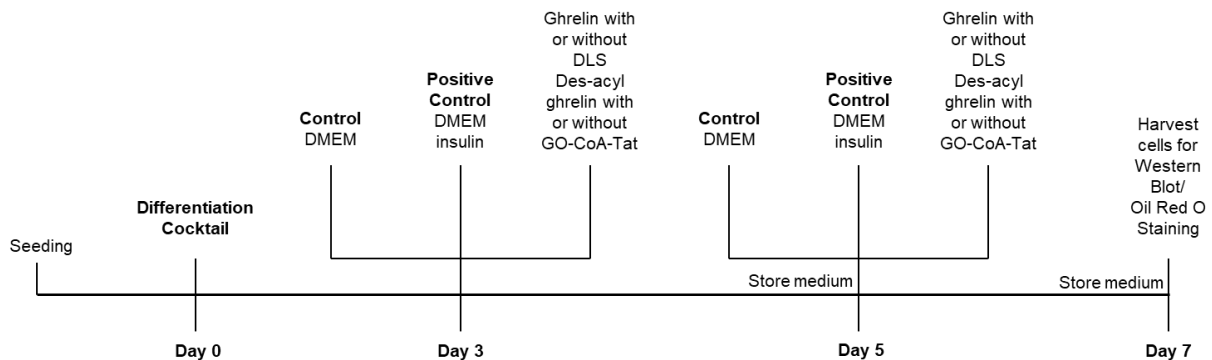 Seeding
Differentiation
Cocktail
Control
DMEM
Positive
Control
DMEM
insulin
Ghrelin with
or without
DLS
Des-acyl
ghrelin with
or without
GO-CoA-Tat
Control
DMEM
Positive
Control
DMEM
insulin
Ghrelin with
or without
DLS
Des-acyl
ghrelin with
or without
GO-CoA-Tat
Harvest
cells for
Western
Blot/
Oil Red O
Staining
Store medium
Store medium
Day 0
Day 3
Day 5
Day 7